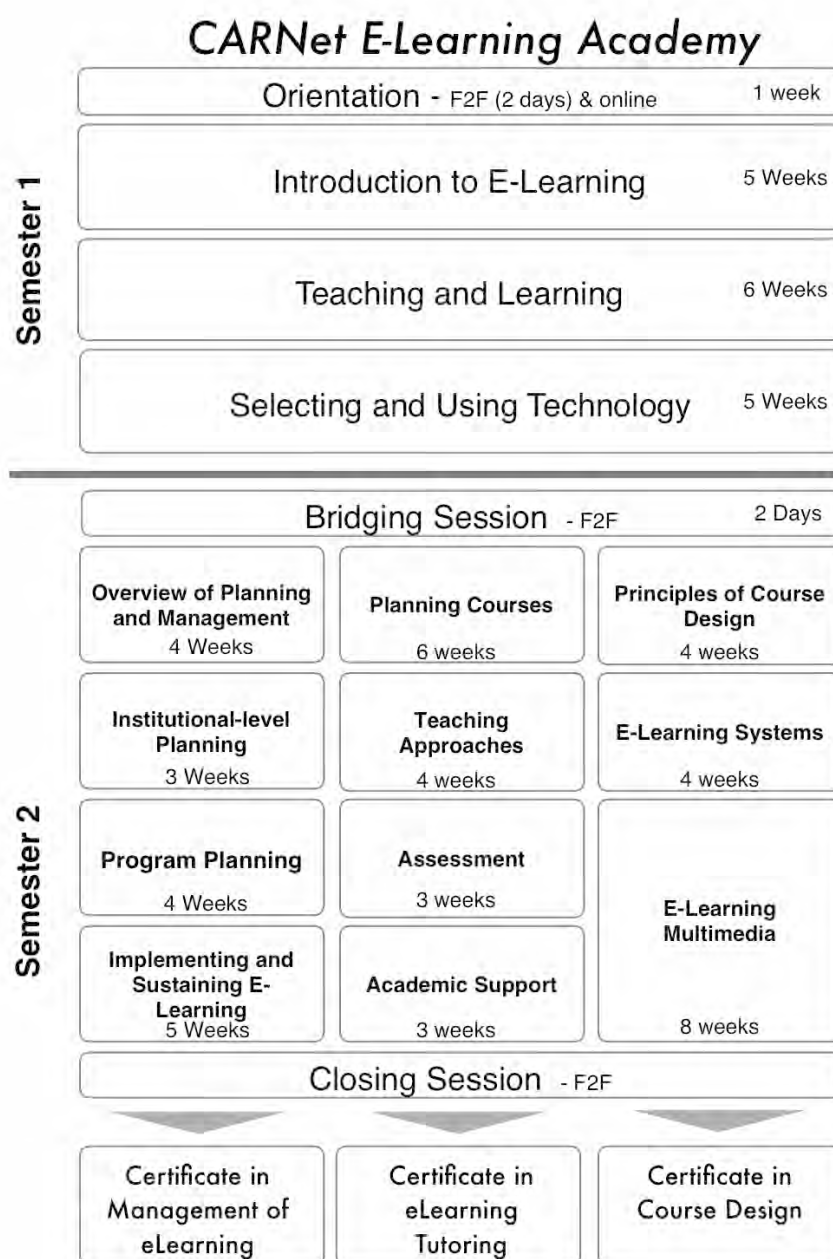 CARNet E-Learning Academy
Semester 1
Orientation - F2F (2 days) & online 1 week
Introduction to E-Learning 5 Weeks
Teaching and Learning 6 Weeks
Selecting and Using Technology 5 Weeks
Semester 2
Bridging Session - F2F 2 Days
Overview of Planning
and Management
4 Weeks
Planning Courses
6 weeks
Principles of Course
Design
4 weeks
Institutional-level
Planning
3 Weeks
Teaching
Approaches
4 weeks
E-Learning Systems
4 weeks
Program Planning
4 Weeks
Assessment
3 weeks
E-Learning
Multimedia
8 weeks
Implementing and
Sustaining E-
Learning
5 Weeks
Academic Support
3 weeks
Closing Session - F2F
Certificate in
Management of
eLearning
Certificate in
eLearning
Tutoring
Certificate in
Course Design